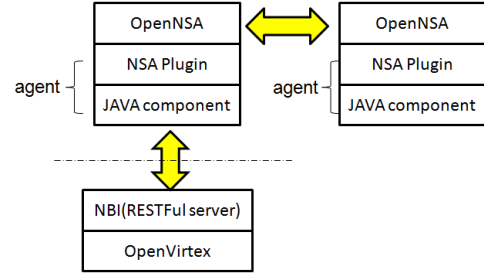 OpenNSA
OpenNSA
NSA Plugin
NSA Plugin
agent
agent
JAVA component
JAVA component
NBI(RESTFul server)
OpenVirtex